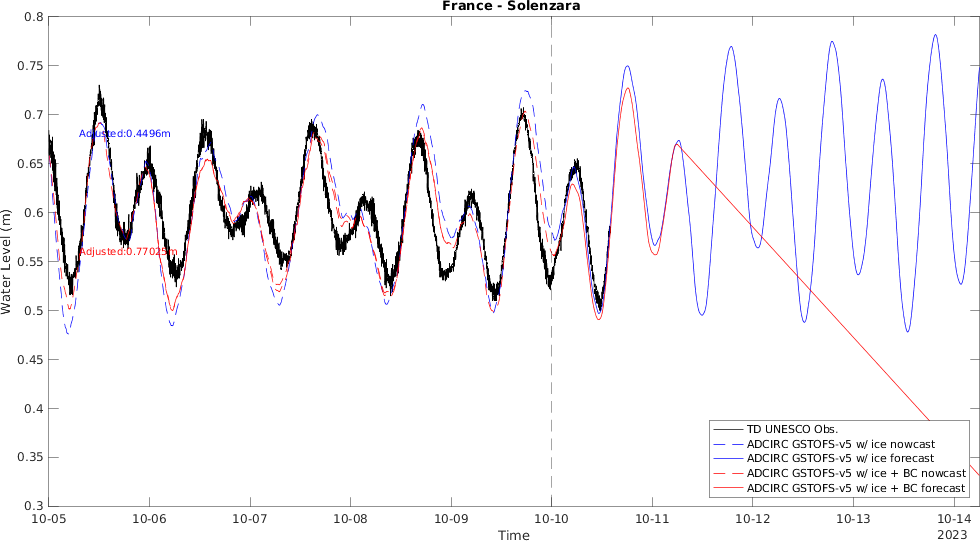 France - Solenzara
0.8
0.75
0.7
0.65
0.6
0.55
0.5
0.45
0.4
0.35
0.3
Water Level (m)
Adjusted:0.4496m
Adjusted:0.77025m
TD UNESCO Obs.
ADCIRC GSTOFS-v5 w/ ice nowcast
ADCIRC GSTOFS-v5 w/ ice forecast
ADCIRC GSTOFS-v5 w/ ice + BC nowcast
ADCIRC GSTOFS-v5 w/ ice + BC forecast
10-05 10-06 10-07 10-08 10-09 10-10 10-11 10-12 10-13 10-14
Time
2023